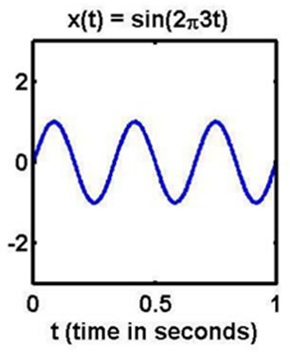 x(t) = sin(2π3t)
2
0
-2
0 0.5 1
t (time in seconds)